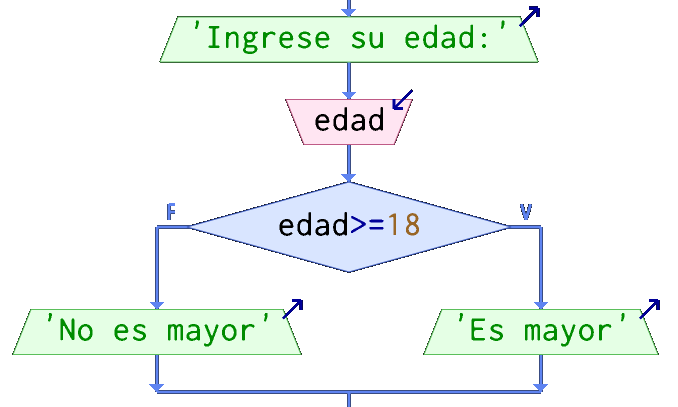 'Ingrese su edad:'
edad
edad>=18
F
V
'No es mayor'
'Es mayor'